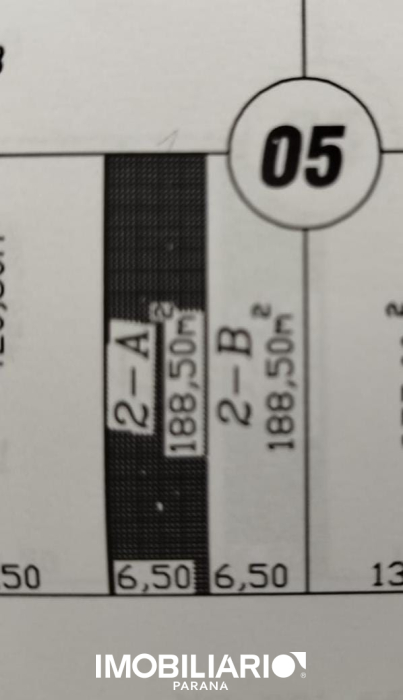 05
2-A
188,50m²
2-B
188,50m²
50
6,50
6,50
13
IMOBILIARIO
PARANA